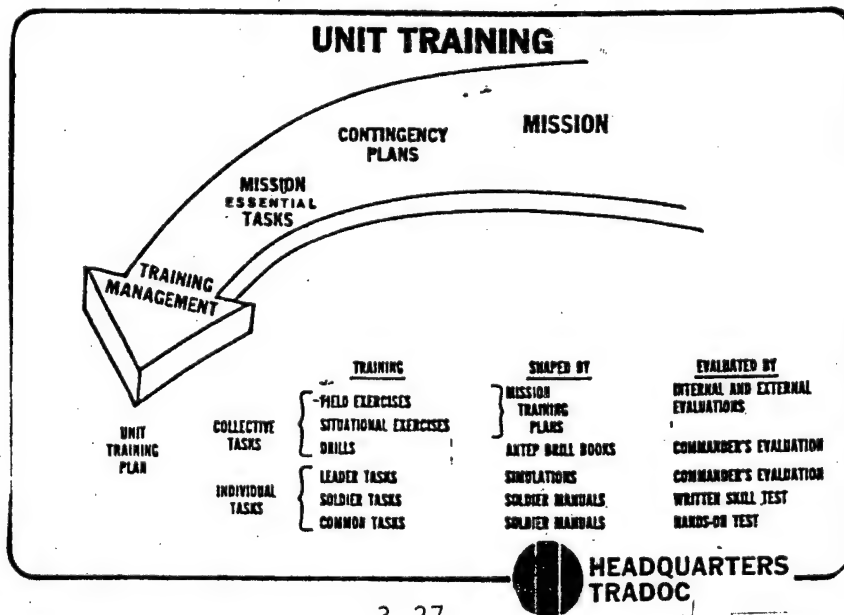 UNIT TRAINING
MISSION
CONTINGENCY
PLANS
MISSION
ESSENTIAL
TASKS
TRAINING
MANAGEMENT
UNIT
TRAINING
PLAN
TRAINING SHAPED BY EVALUATED BY
COLLECTIVE
TASKS
FIELD EXERCISES
SITUATIONAL EXERCISES
DRILLS
MISSION
TRAINING
PLANS
INTERNAL AND EXTERNAL
EVALUATIONS
ARTEP DRILL BOOKS COMMANDER'S EVALUATION
INDIVIDUAL
TASKS
LEADER TASKS SIMULATIONS COMMANDER'S EVALUATION
SOLDIER TASKS SOLDIER MANUALS WRITTEN SKILL TEST
COMMON TASKS SOLDIER MANUALS HANDS-ON TEST
HEADQUARTERS
TRADOC
3-27